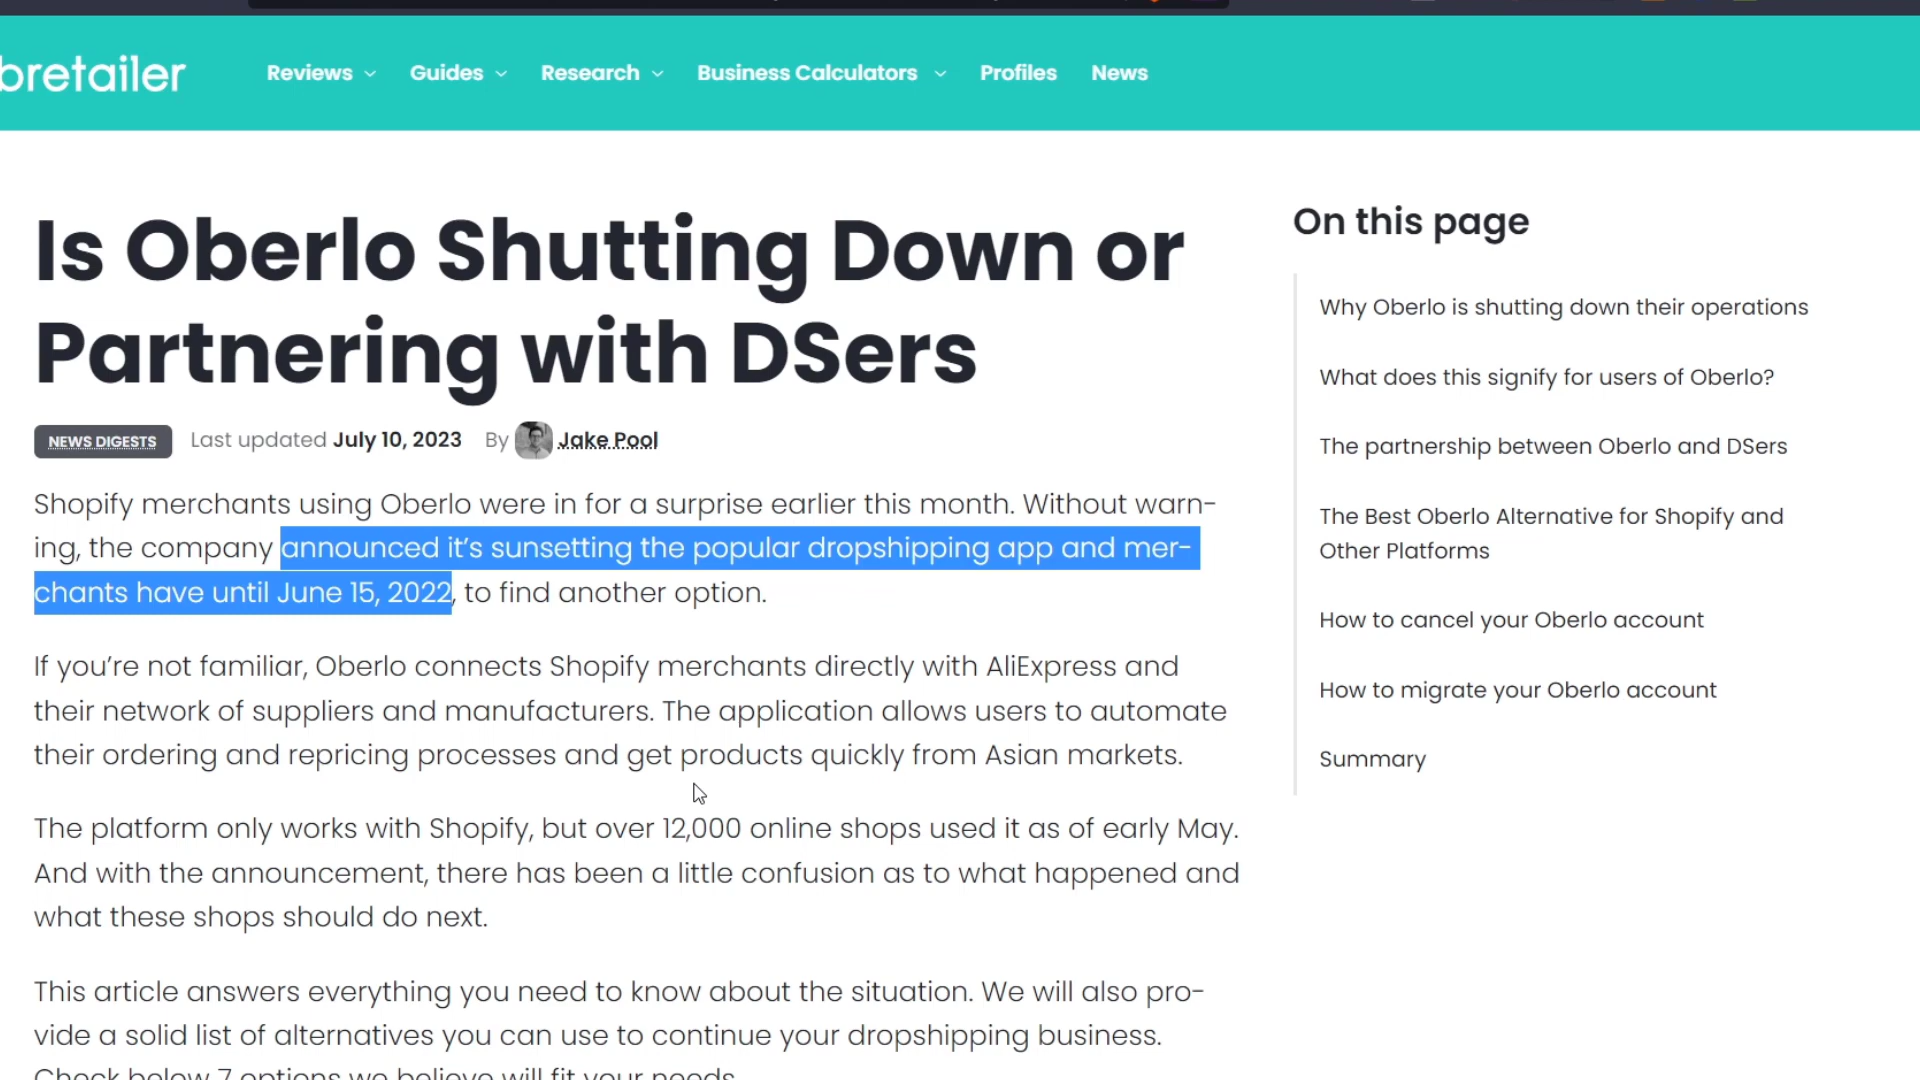 bretailer
Reviews Guides Research Business Calculators Profiles News
Is Oberlo Shutting Down or
Partnering with DSers
NEWS DIGESTS Last updated July 10, 2023 By Jake Pool
Shopify merchants using Oberlo were in for a surprise earlier this month. Without warn-
ing, the company announced it’s sunsetting the popular dropshipping app and mer-
chants have until June 15, 2022, to find another option.
If you’re not familiar, Oberlo connects Shopify merchants directly with AliExpress and
their network of suppliers and manufacturers. The application allows users to automate
their ordering and repricing processes and get products quickly from Asian markets.
The platform only works with Shopify, but over 12,000 online shops used it as of early May.
And with the announcement, there has been a little confusion as to what happened and
what these shops should do next.
This article answers everything you need to know about the situation. We will also pro-
vide a solid list of alternatives you can use to continue your dropshipping business.
Check below 7 options we believe will fit your needs.
On this page
Why Oberlo is shutting down their operations
What does this signify for users of Oberlo?
The partnership between Oberlo and DSers
The Best Oberlo Alternative for Shopify and
Other Platforms
How to cancel your Oberlo account
How to migrate your Oberlo account
Summary